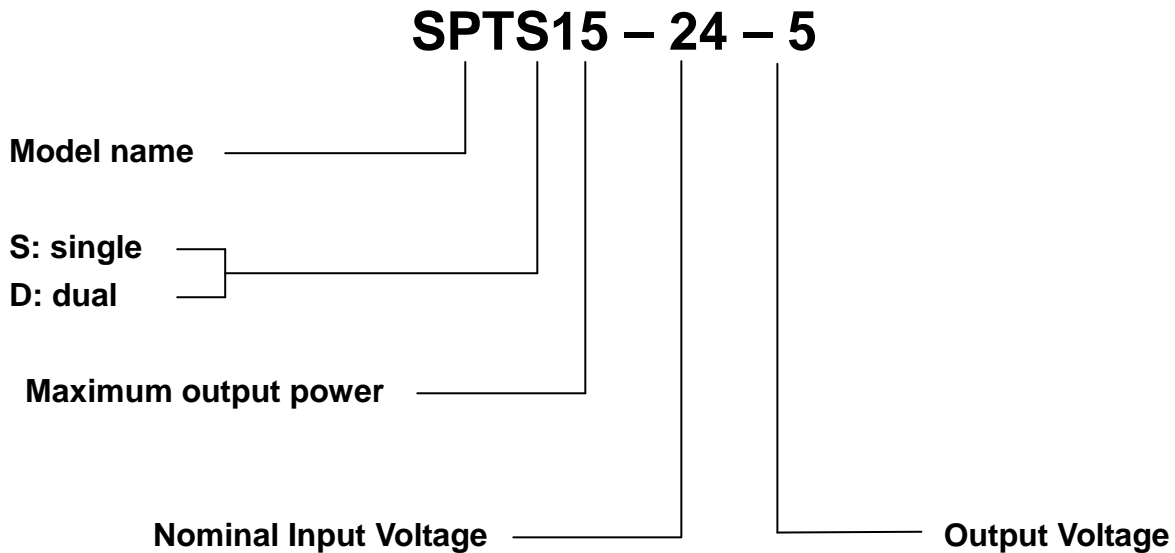 SPTS15 – 24 – 5
Model name
S: single
D: dual
Maximum output power
Nominal Input Voltage
Output Voltage